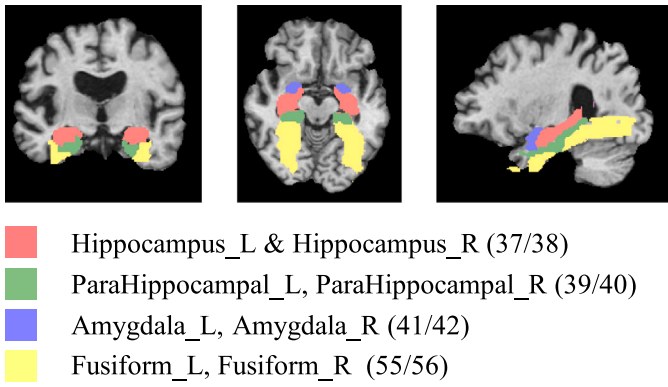 Hippocampus_L & Hippocampus_R (37/38)
ParaHippocampal_L, ParaHippocampal_R (39/40)
Amygdala_L, Amygdala_R (41/42)
Fusiform_L, Fusiform_R (55/56)